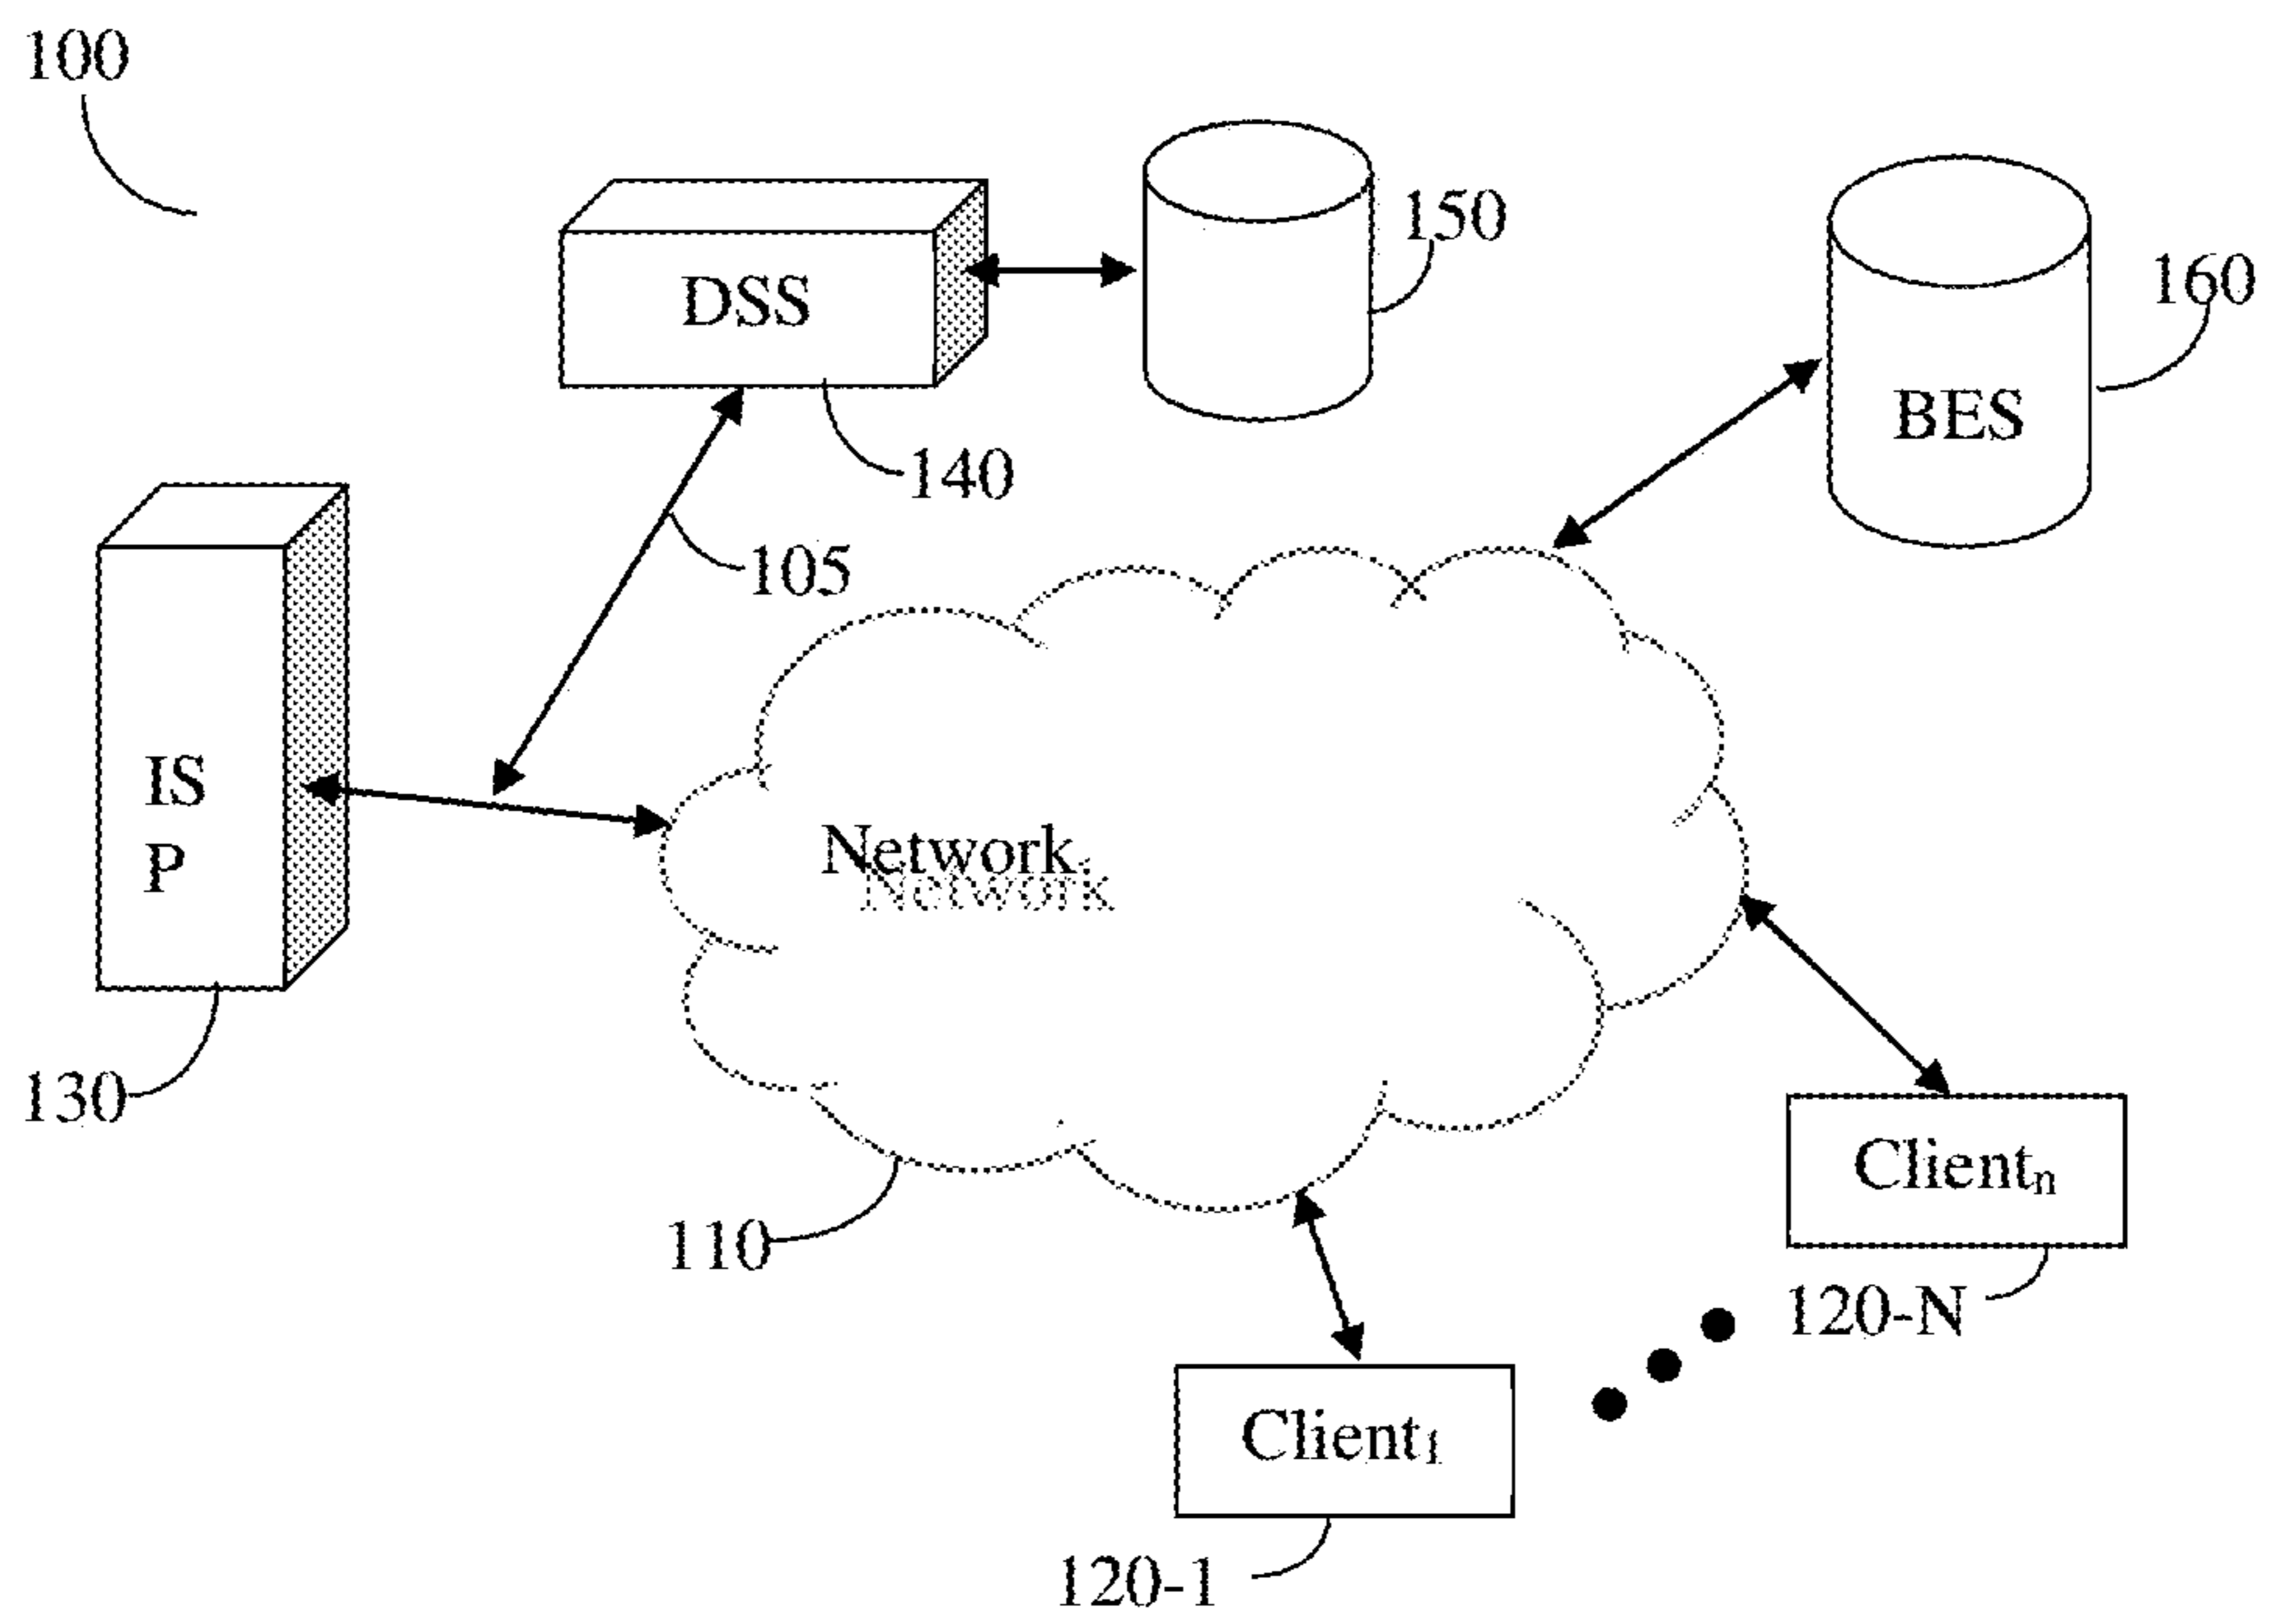 100
150
160
DSS
BES
140
105
IS
P
Network
Network
130
Clientₙ
110
120-N
Client₁
120-1